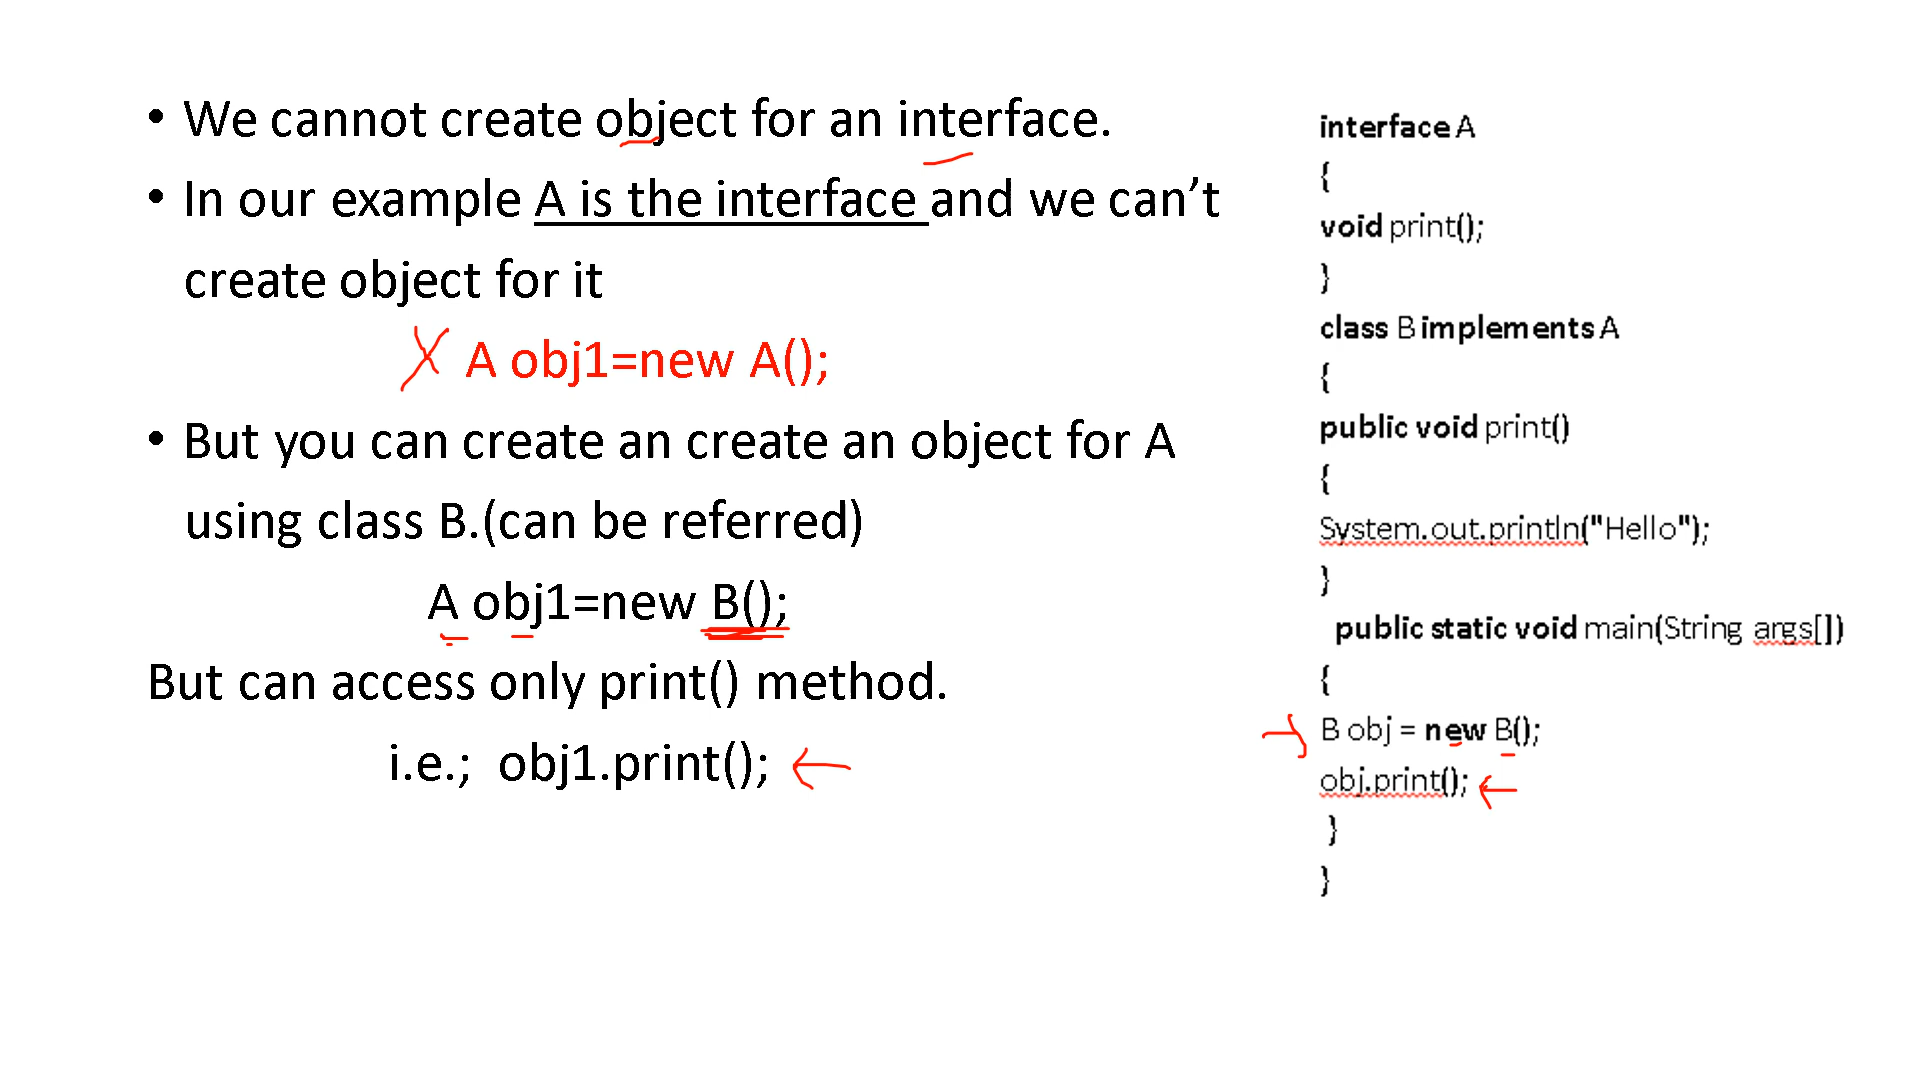 • We cannot create object for an interface.
• In our example A is the interface and we can’t
create object for it
X A obj1=new A();
• But you can create an create an object for A
using class B.(can be referred)
A obj1=new B();
But can access only print() method.
i.e.; obj1.print();
interface A
{
void print();
}
class B implements A
{
public void print()
{
System.out.println("Hello");
}
public static void main(String args[])
{
B obj = new B();
obj.print();
}
}